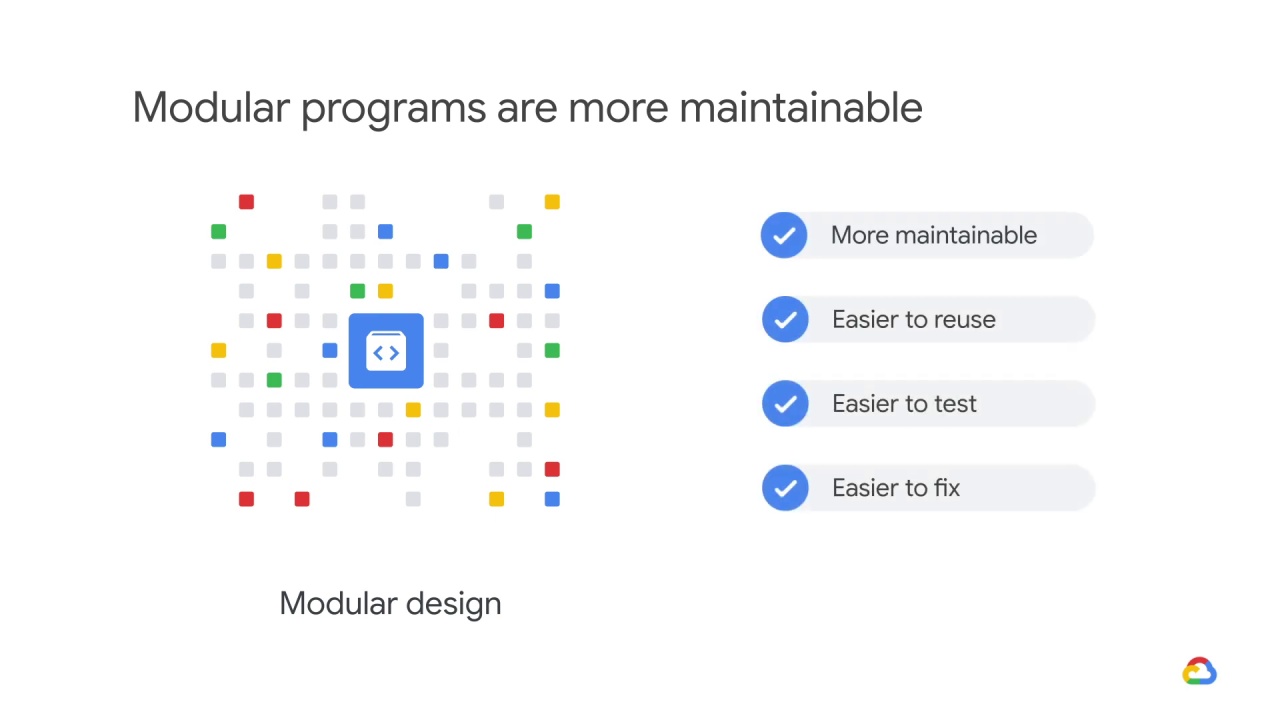 Modular programs are more maintainable
More maintainable
Easier to reuse
Easier to test
Easier to fix
Modular design